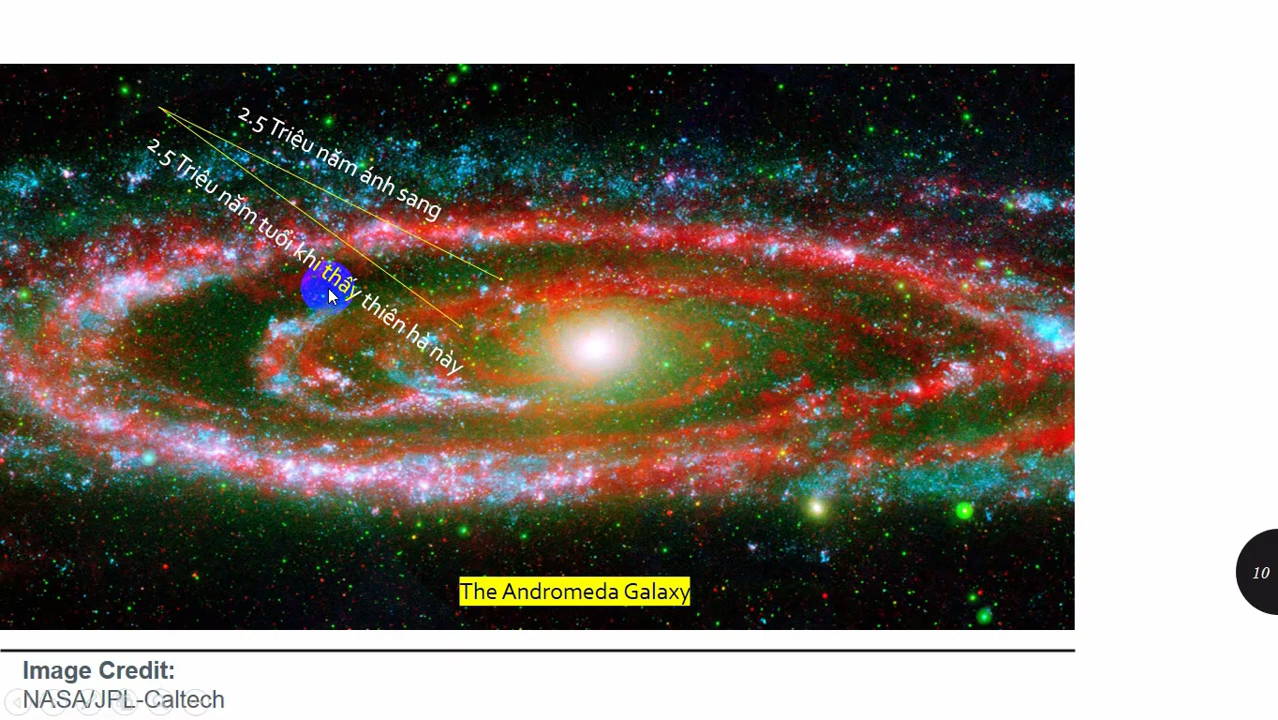 2.5 Triệu năm ánh sang
2.5 Triệu năm tuổi khi thấy thiên hà này
The Andromeda Galaxy
10
Image Credit:
NASA/JPL-Caltech